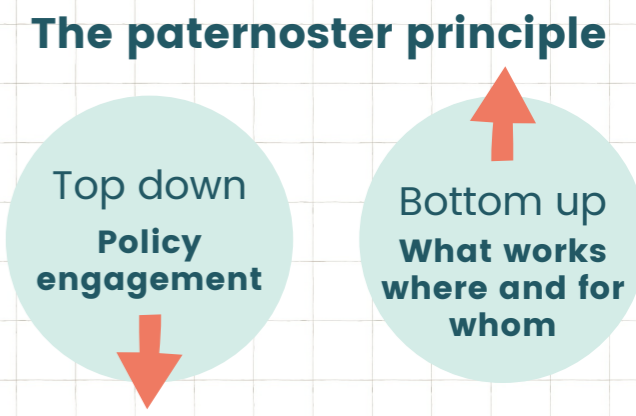 The paternoster principle
Top down
Policy
engagement
Bottom up
What works
where and for
whom